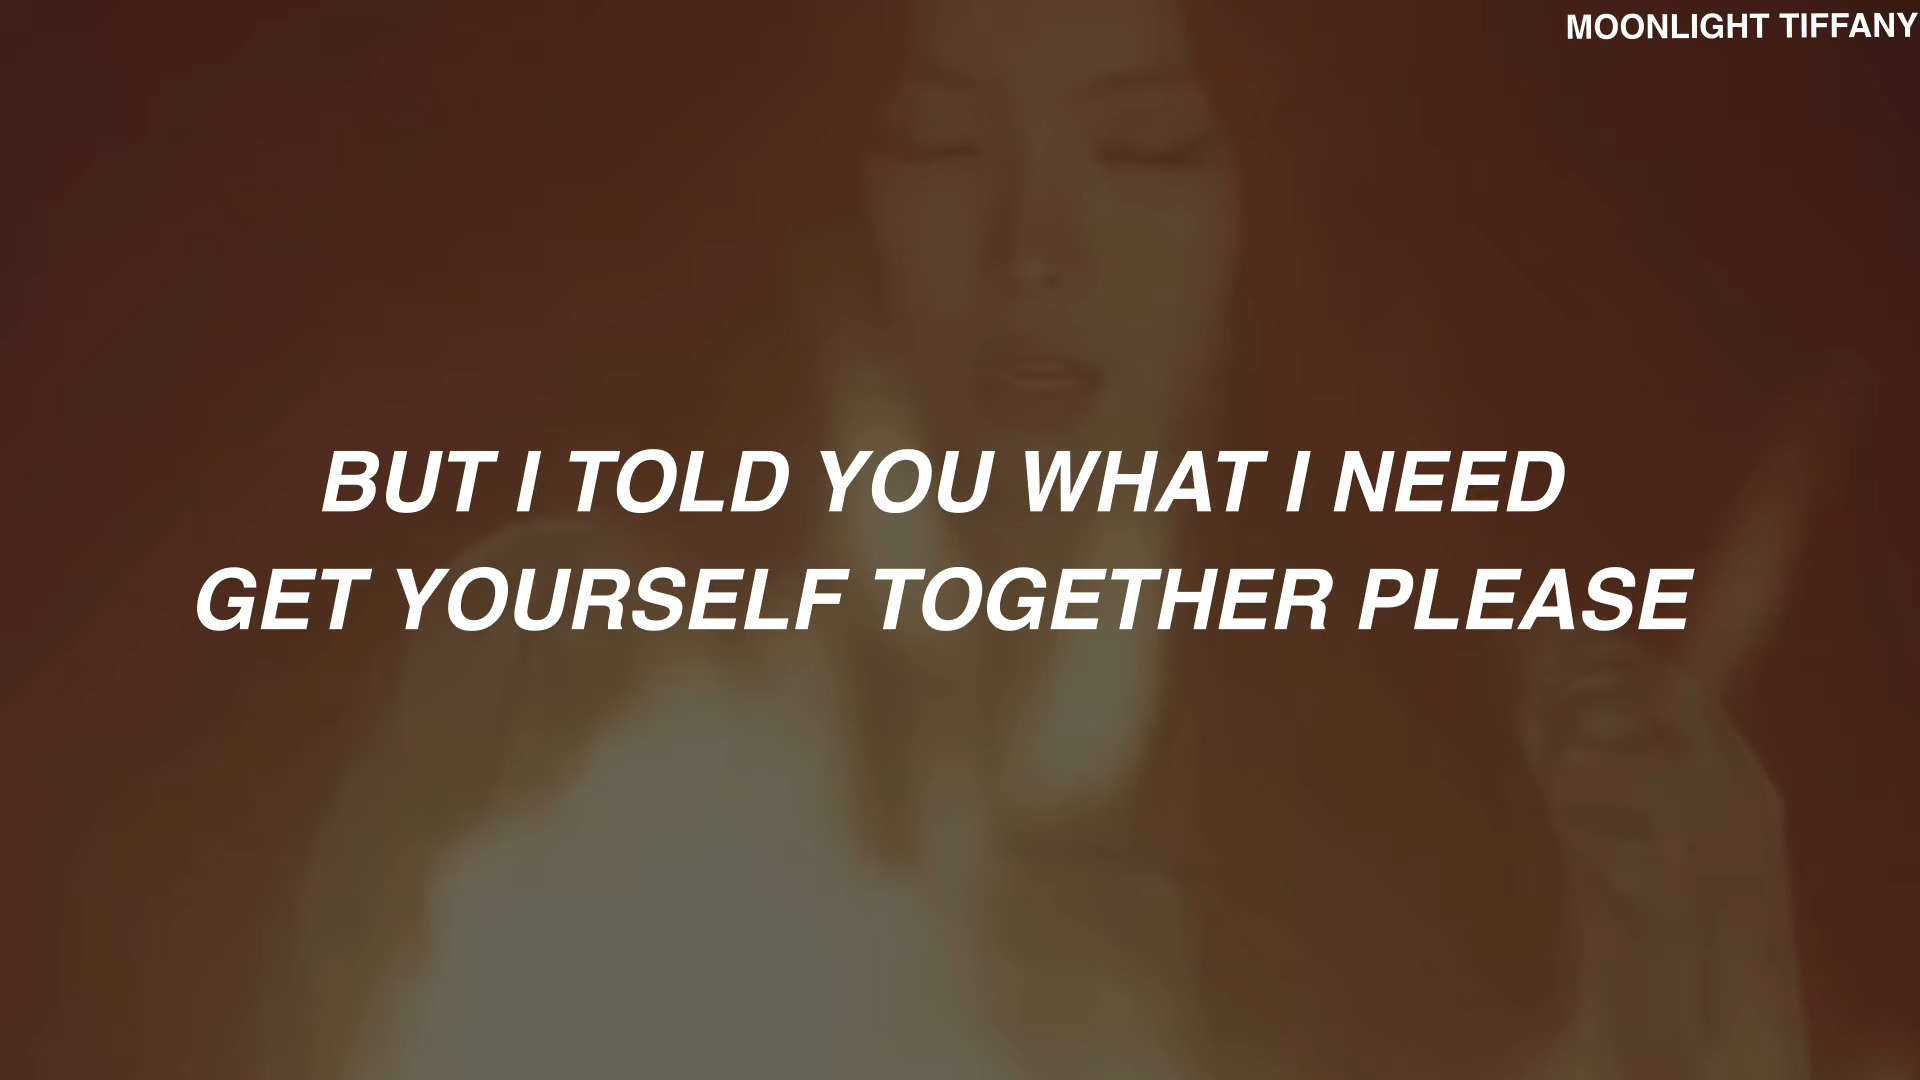 MOONLIGHT TIFFANY
BUT I TOLD YOU WHAT I NEED
GET YOURSELF TOGETHER PLEASE